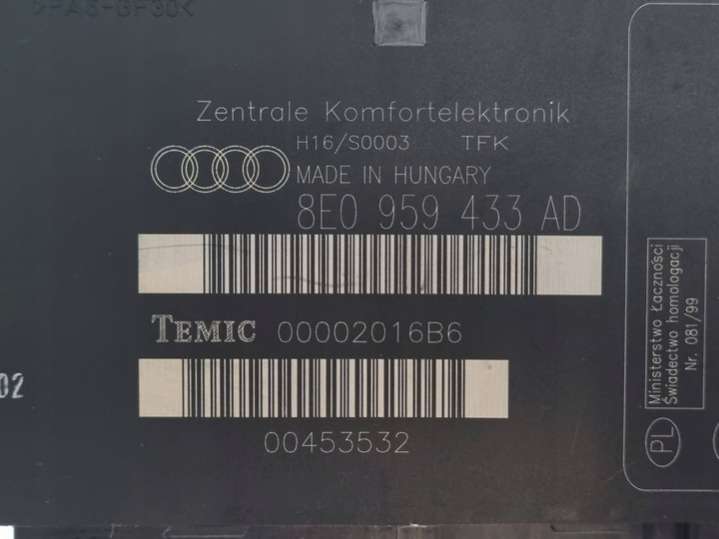 Zentrale Komfortelektronik
H16/S0003 TFK
MADE IN HUNGARY
8E0 959 433 AD
TEMIC 00002016B6
00453532
02
Ministerstwo Łączności
Świadectwo homologacji
Nr. 081/99
PL